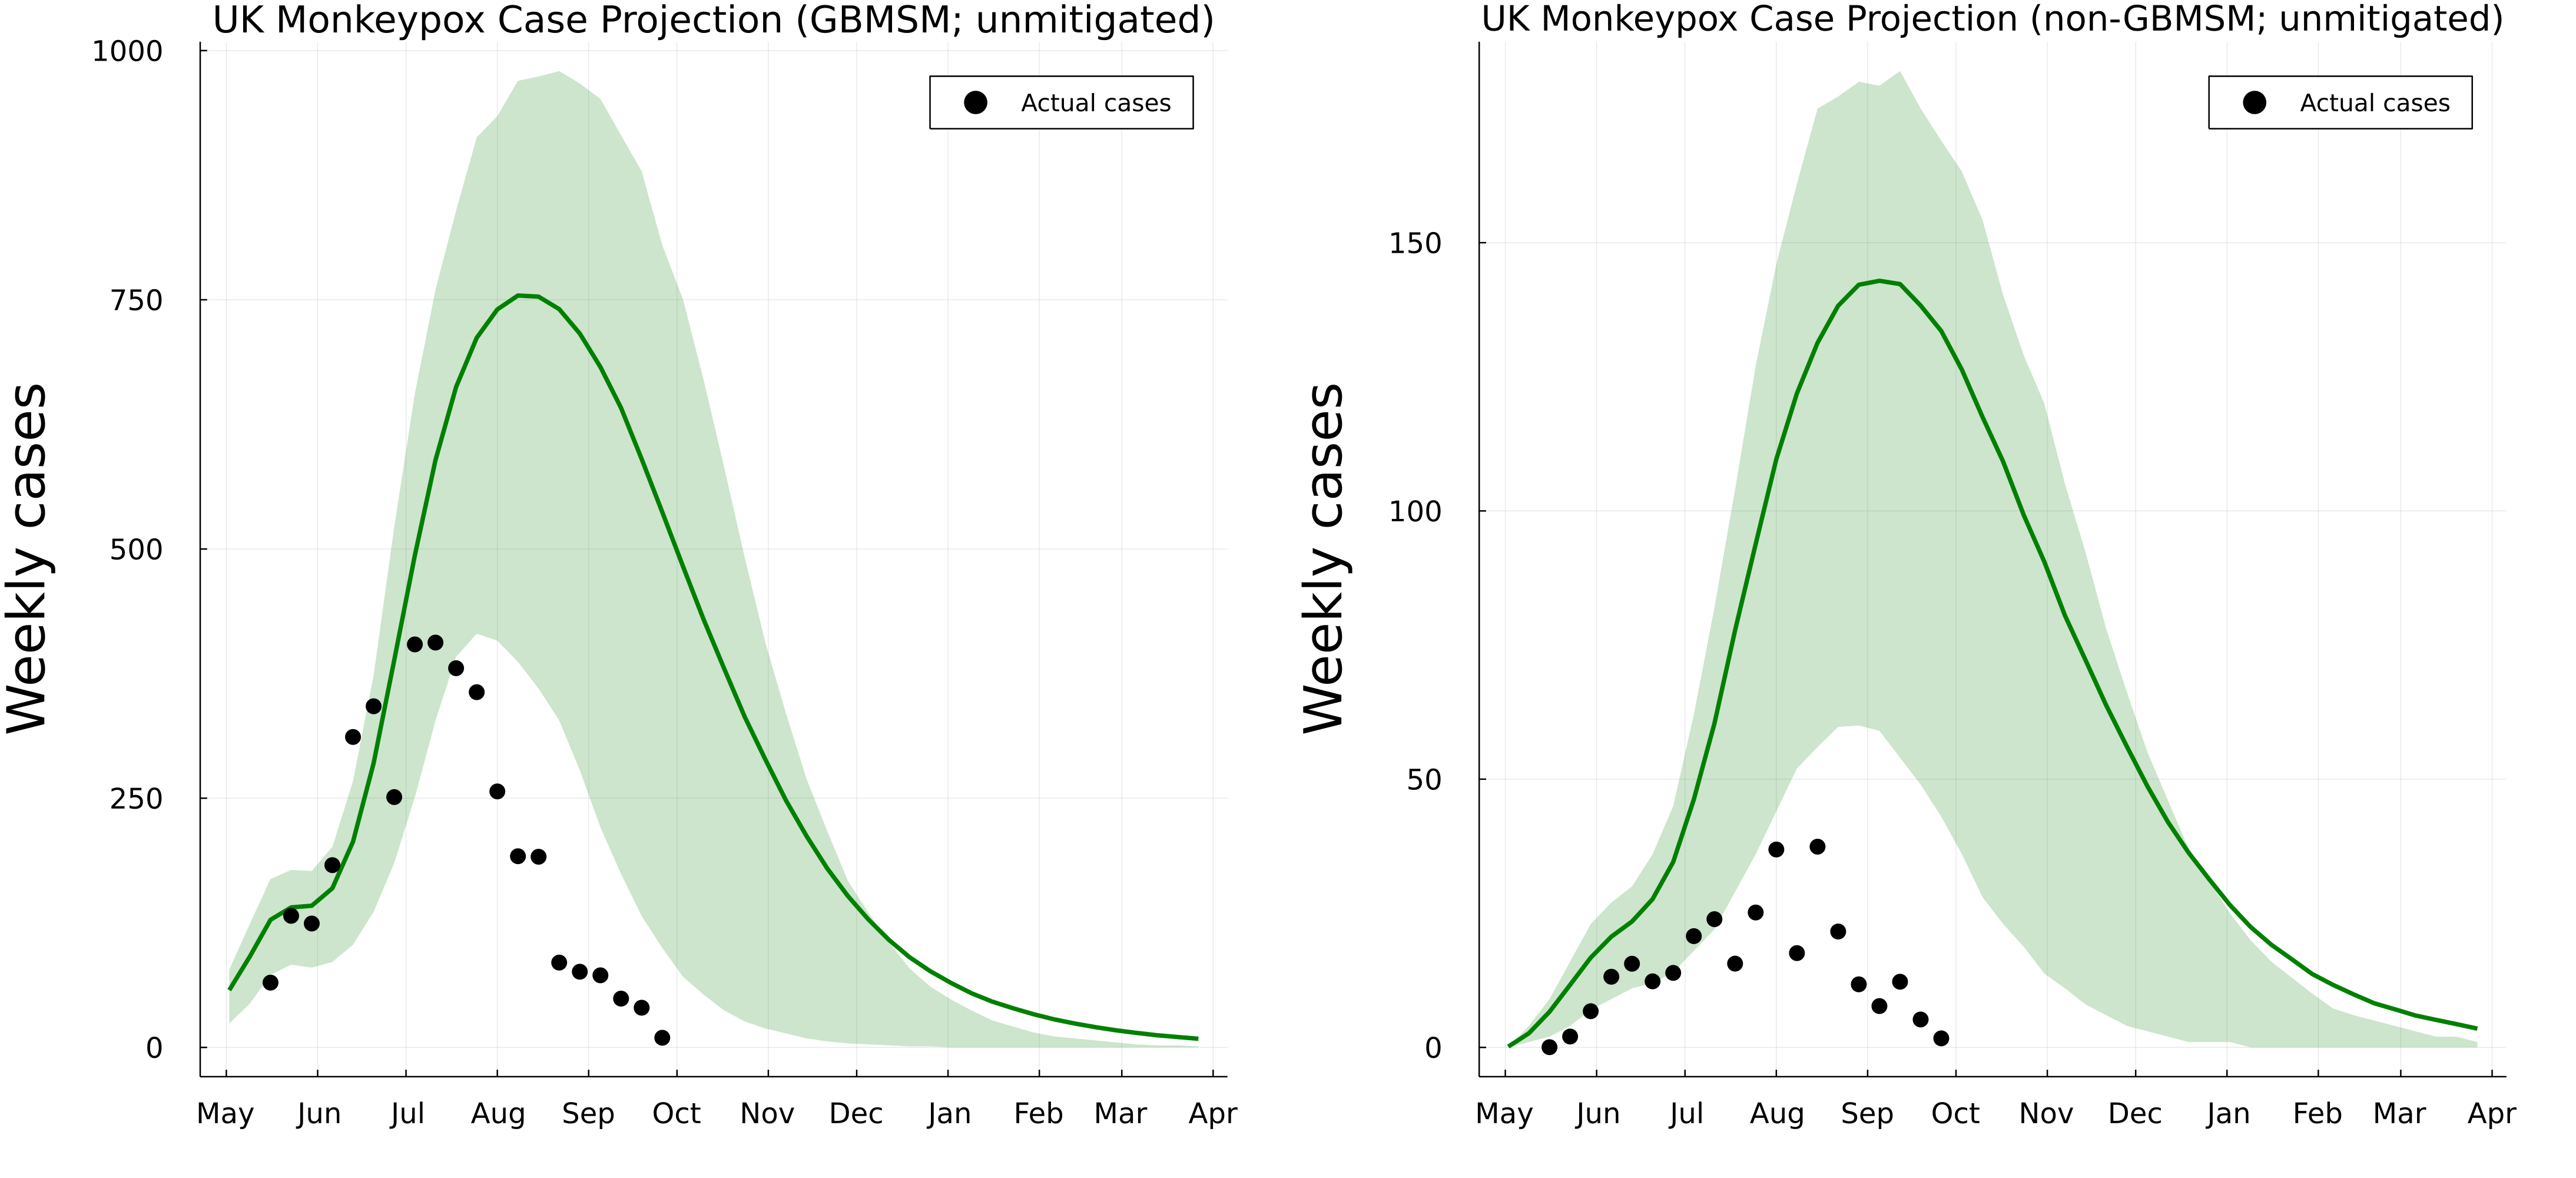 UK Monkeypox Case Projection (GBMSM; unmitigated)
1000
750
500
250
0
Weekly cases
Actual cases
May Jun Jul Aug Sep Oct Nov Dec Jan Feb Mar Apr
UK Monkeypox Case Projection (non-GBMSM; unmitigated)
150
100
50
0
Weekly cases
Actual cases
May Jun Jul Aug Sep Oct Nov Dec Jan Feb Mar Apr